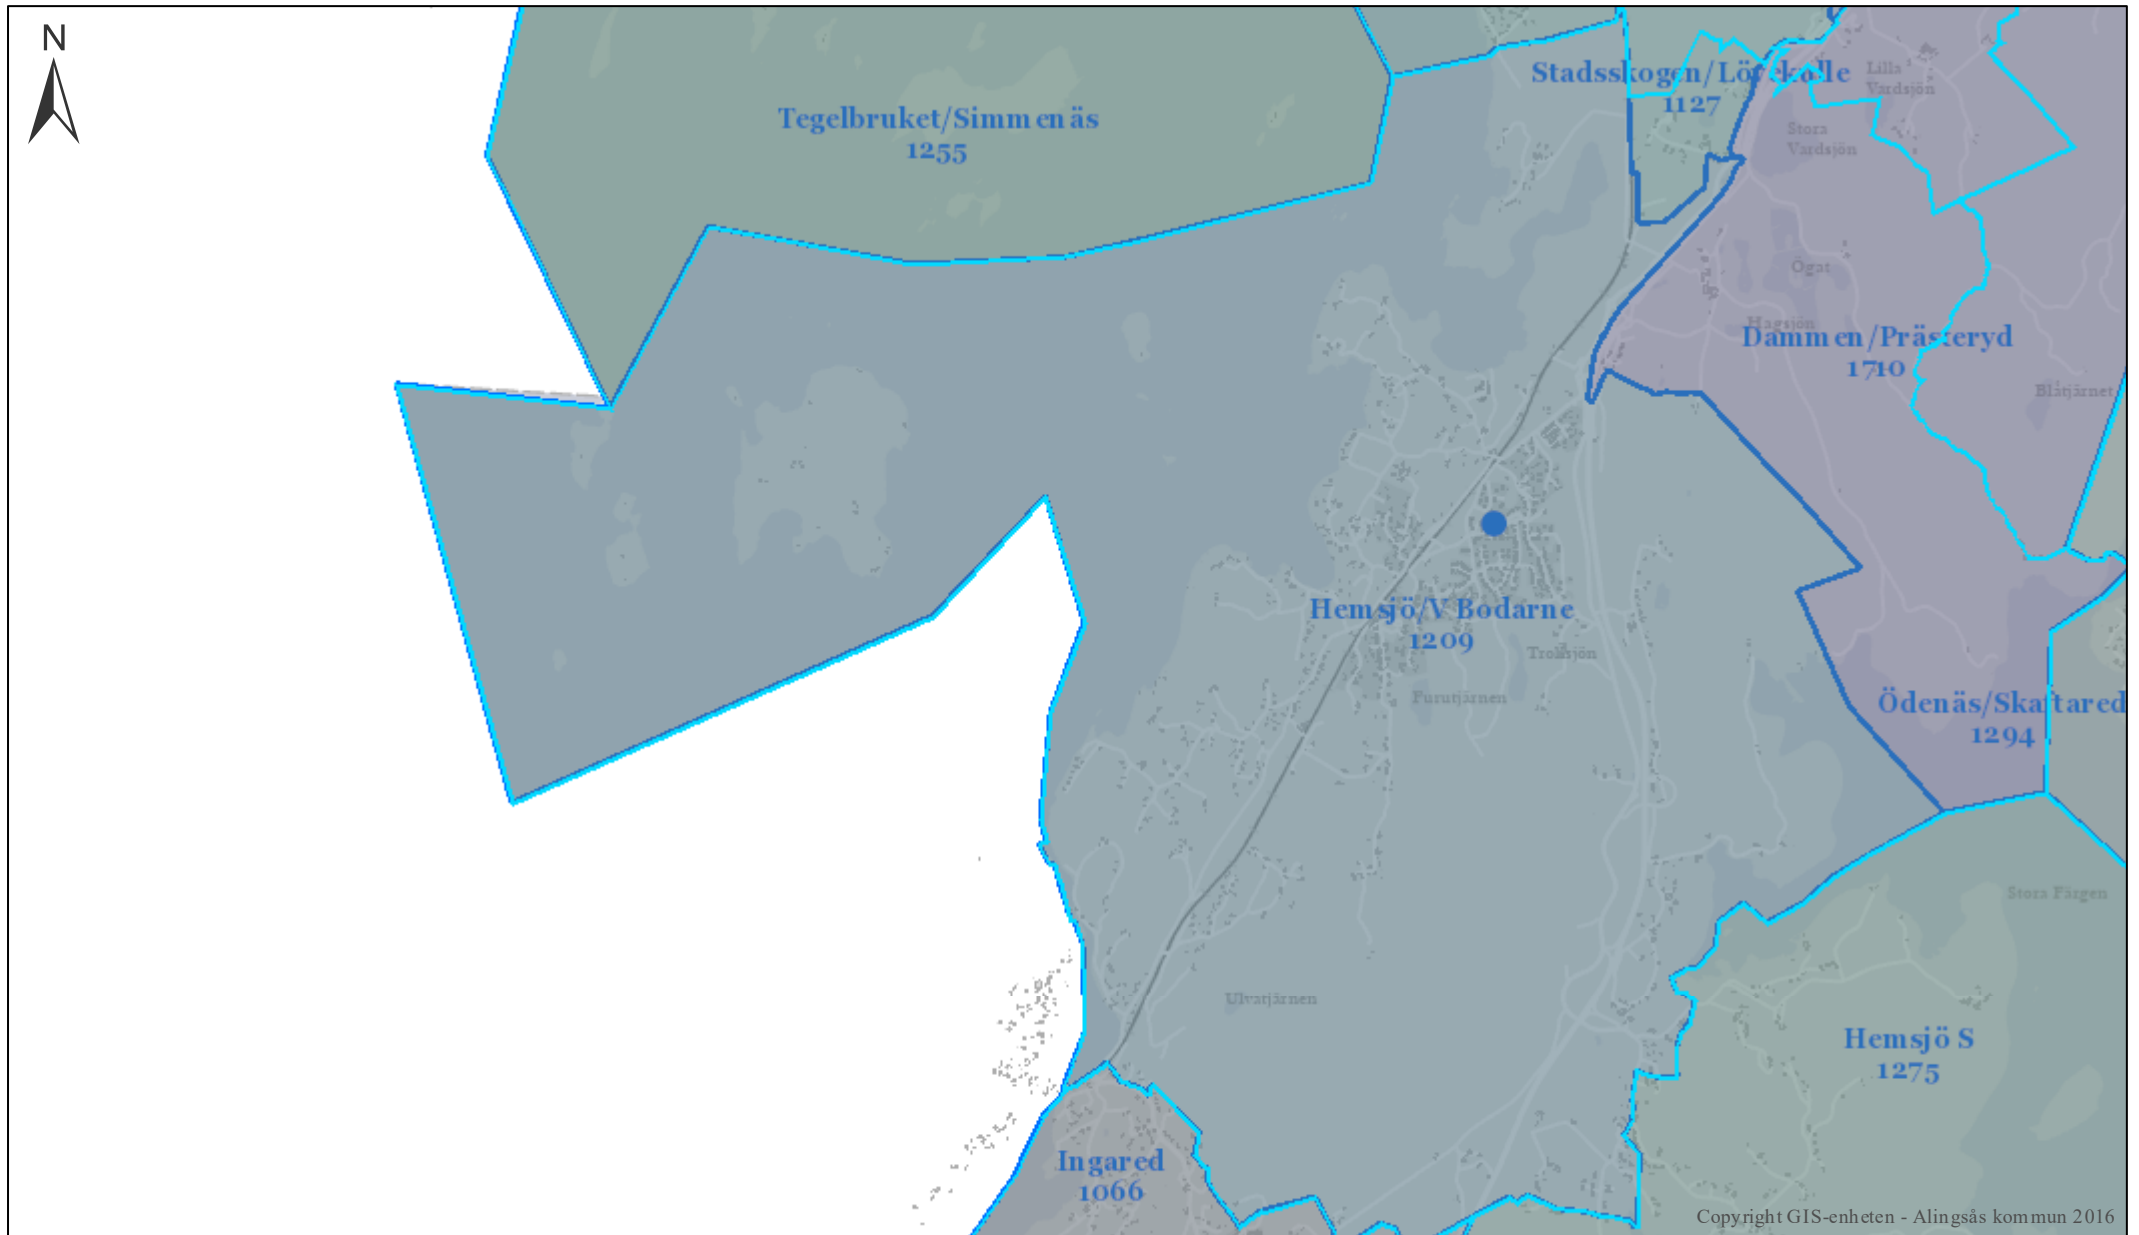 N
Tegelbruket/Simmenäs
1255
Stadsskogen/Lövekulle
1127
Lilla
Vardsjön
Stora
Vardsjön
Ögat
Hagsjön
Dammen/Prästeryd
1710
Blåtjärnet
Hemsjö/V Bodarne
1209
Trollsjön
Furutjärnen
Ödenäs/Skaftared
1294
Stora Färgen
Ulvatjärnen
Hemsjö S
1275
Ingared
1066
Copyright GIS-enheten - Alingsås kommun 2016